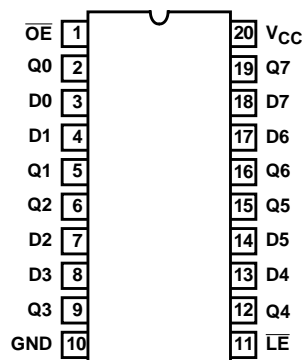 O̅E̅ 1 20 VCC
Q0 2 19 Q7
D0 3 18 D7
D1 4 17 D6
Q1 5 16 Q6
Q2 6 15 Q5
D2 7 14 D5
D3 8 13 D4
Q3 9 12 Q4
GND 10 11 L̅E̅